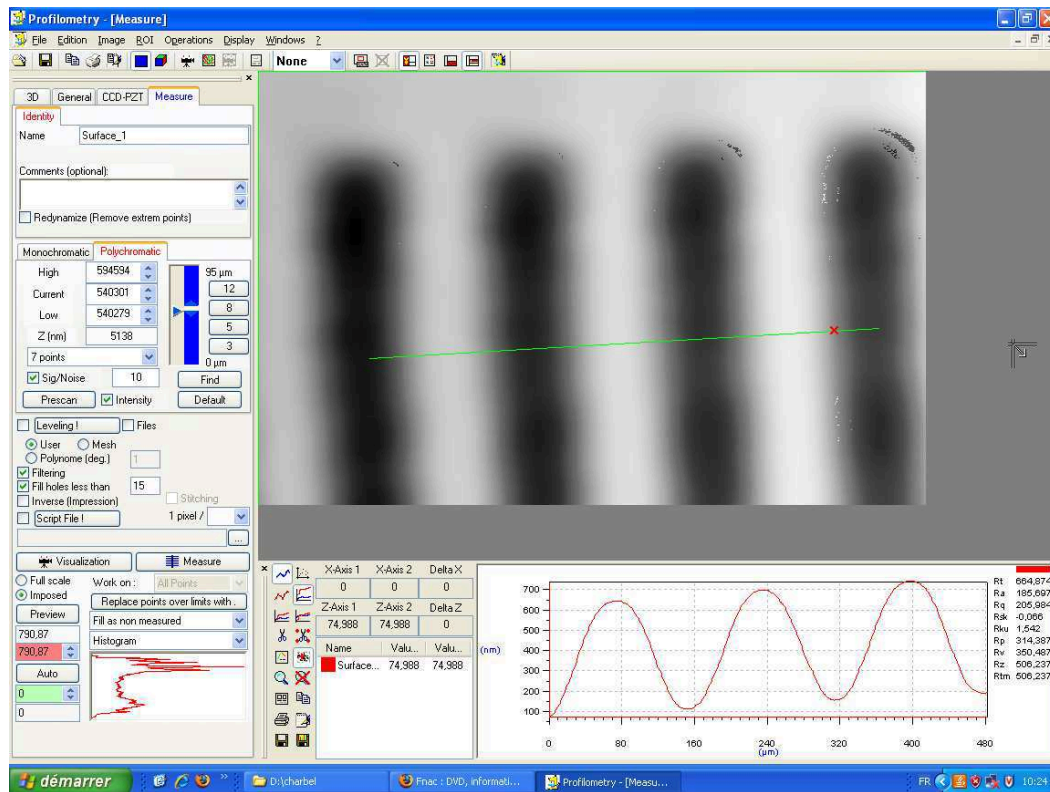 Profilometry - [Measure]
File Edition Image ROI Operations Display Windows ?
None
3D General CCD-PZT Measure
Identity
Name Surface_1
Comments (optional):
Redynamize (Remove extrem points)
Monochromatic Polychromatic
High 594594 95 µm
12
Current 540301
8
Low 540279
5
Z (nm) 5138
3
7 points 0 µm
Sig/Noise 10 Find
Prescan Intensity Default
Leveling ! Files
User Mesh
Polynome (deg.) 1
Filtering
Fill holes less than 15
Inverse (Impression) Stitching
Script File ! 1 pixel /
...
Visualization Measure
Full scale Work on : All Points
Imposed Replace points over limits with .
Preview Fill as non measured
790,87
790,87 Histogram
Auto
0
0
X-Axis 1 X-Axis 2 Delta X
0 0 0
Z-Axis 1 Z-Axis 2 Delta Z
74,988 74,988 0
Name Valu... Valu...
Surface... 74,988 74,988
700
600
500
(nm) 400
300
200
100
0 80 160 240 320 400 480
(µm)
Rt 664,874
Ra 185,697
Rq 205,984
Rsk -0,066
Rku 1,542
Rp 314,387
Rv 350,487
Rz 506,237
Rtm 506,237
démarrer » D:\charbel Fnac : DVD, informati... Profilometry - [Measu... FR 10:24